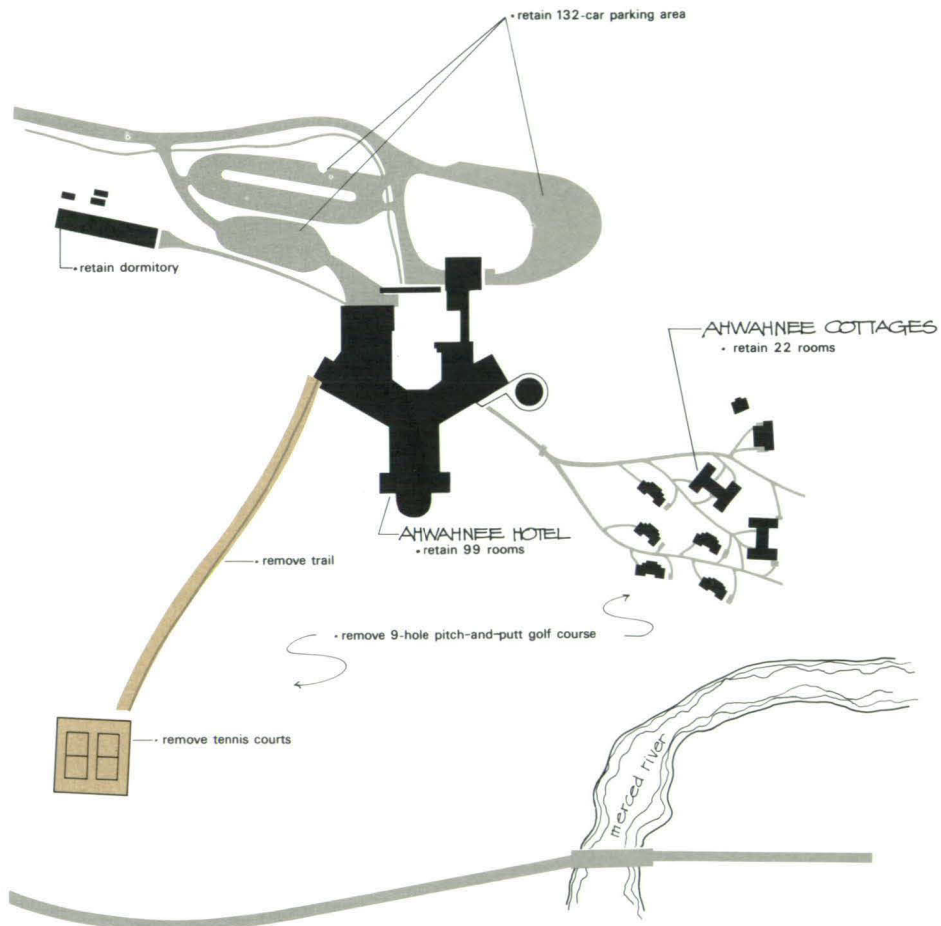 • retain 132-car parking area
• retain dormitory
AHWAHNEE COTTAGES
• retain 22 rooms
AHWAHNEE HOTEL
• retain 99 rooms
• remove trail
• remove 9-hole pitch-and-putt golf course
• remove tennis courts
merced river